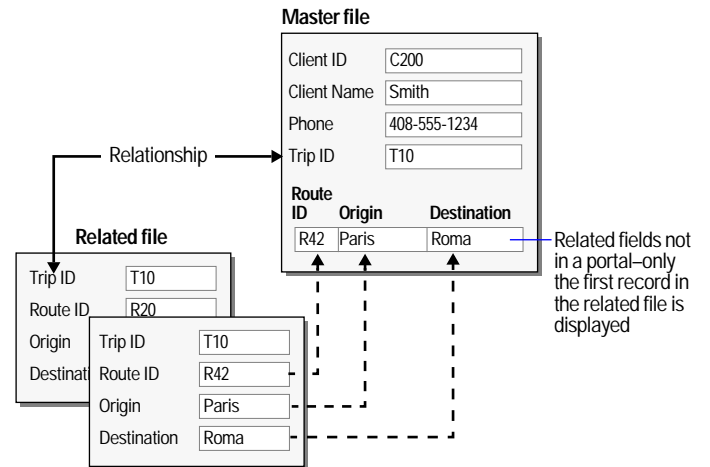 Master file
Client ID C200
Client Name Smith
Phone 408-555-1234
Relationship
Trip ID T10
Route
ID Origin Destination
R42 Paris Roma
Related fields not
in a portal–only
the first record in
the related file is
displayed
Related file
Trip ID T10
Route ID R20
Origin
Destinati
Trip ID T10
Route ID R42
Origin Paris
Destination Roma